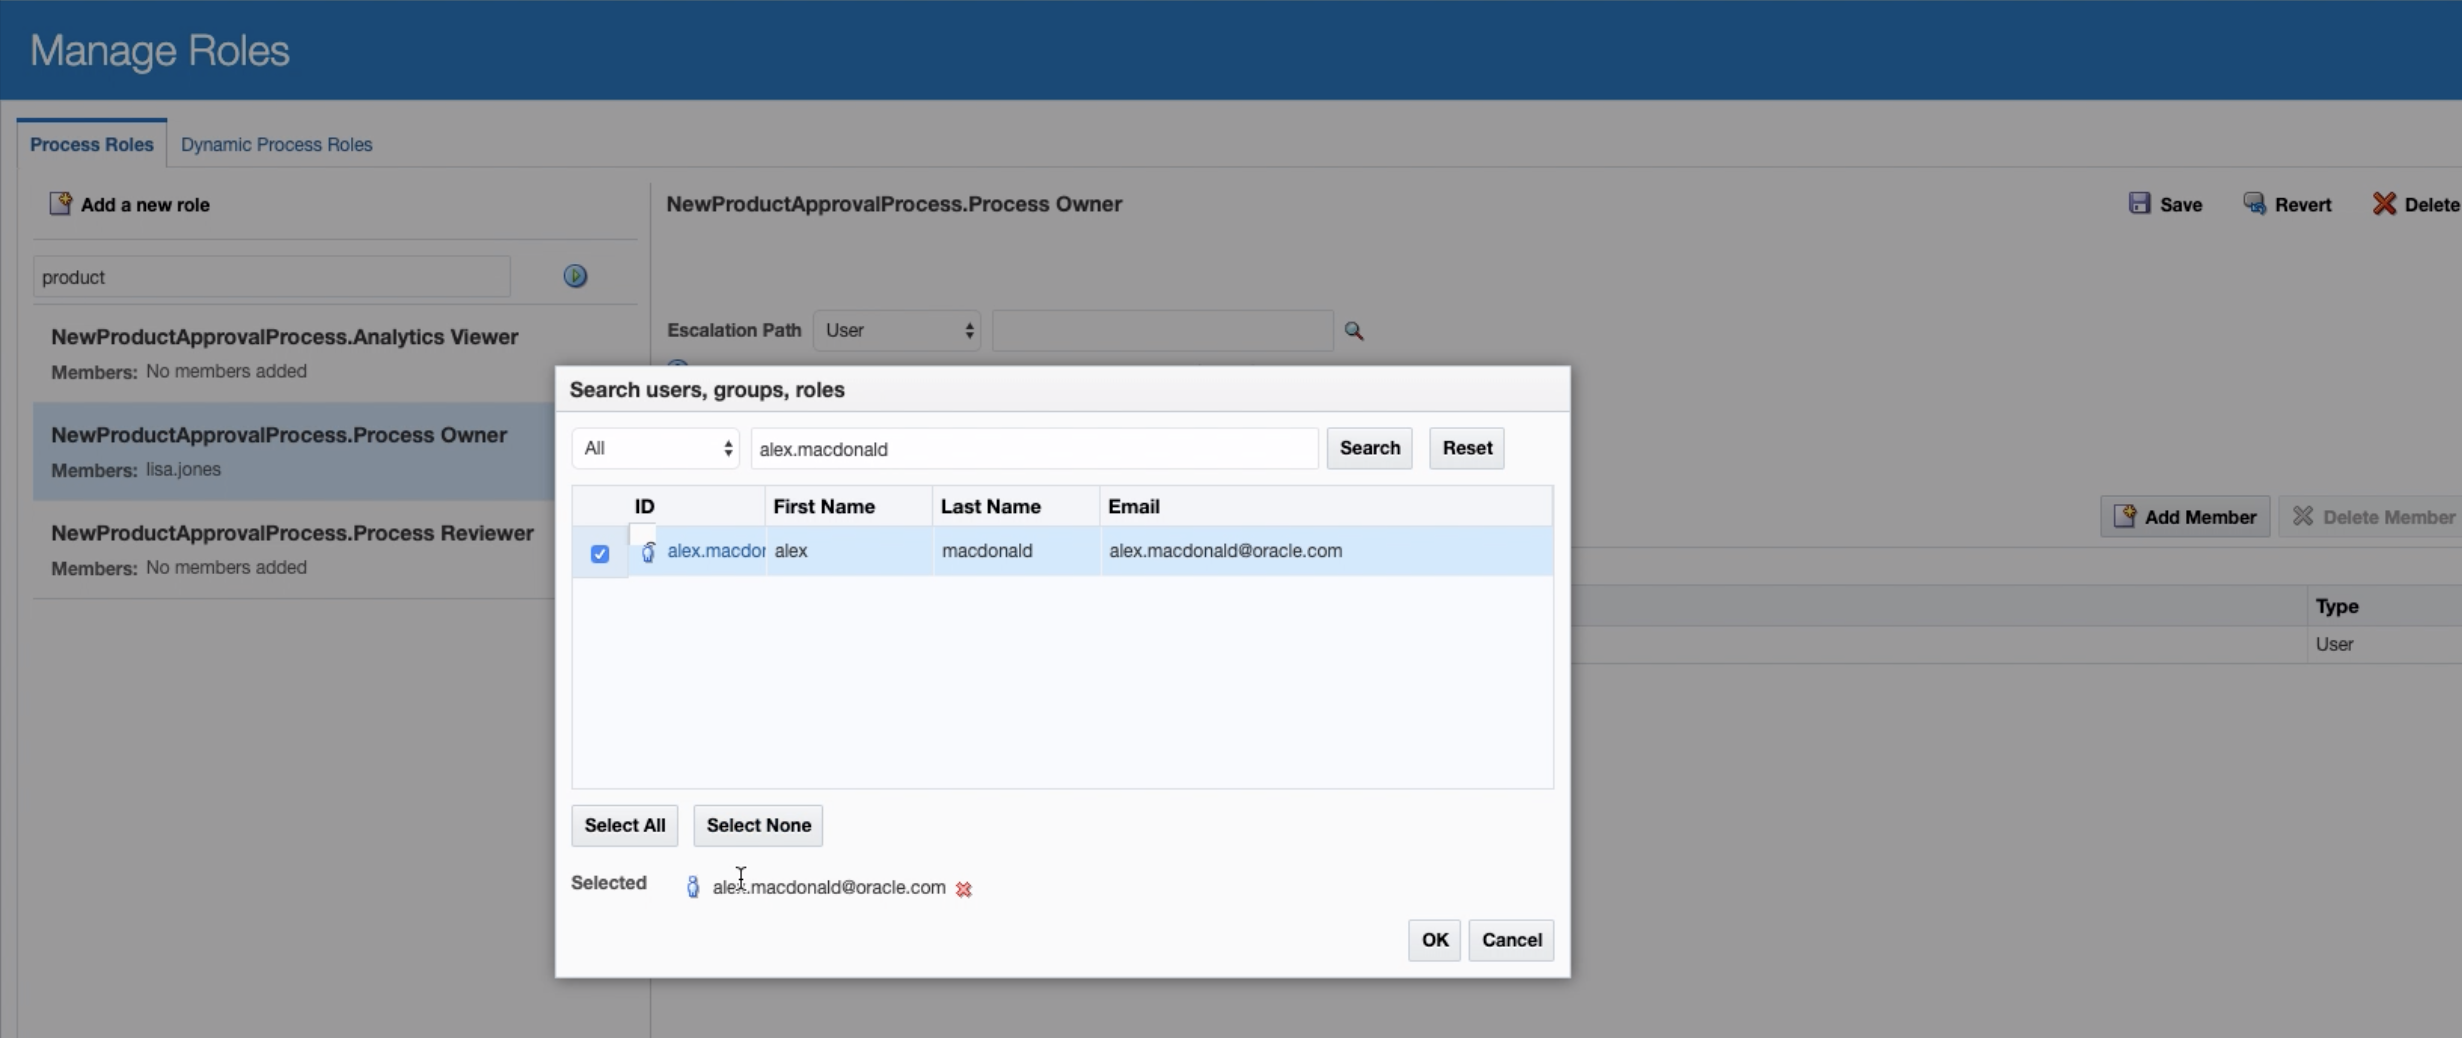 Manage Roles
Process Roles Dynamic Process Roles
Add a new role
product
NewProductApprovalProcess.Analytics Viewer
Members: No members added
NewProductApprovalProcess.Process Owner
Members: lisa.jones
NewProductApprovalProcess.Process Reviewer
Members: No members added
NewProductApprovalProcess.Process Owner
Save Revert Delete
Escalation Path User
Add Member Delete Member
Type
User
Search users, groups, roles
All alex.macdonald Search Reset
ID First Name Last Name Email
alex.macdor alex macdonald alex.macdonald@oracle.com
Select All Select None
Selected alex.macdonald@oracle.com
OK Cancel